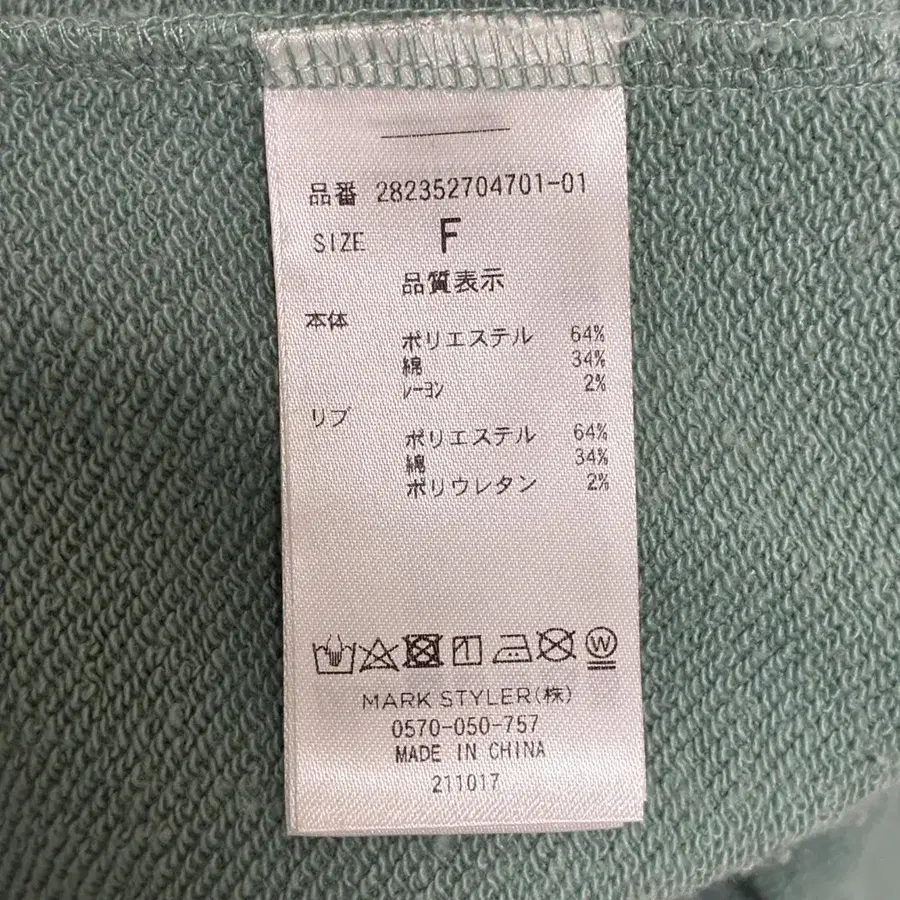 品番 282352704701-01
SIZE F
品質表示
本体
ポリエステル 64%
綿 34%
ﾚｰﾖﾝ 2%
リブ
ポリエステル 64%
綿 34%
ポリウレタン 2%
W
MARK STYLER(株)
0570-050-757
MADE IN CHINA
211017